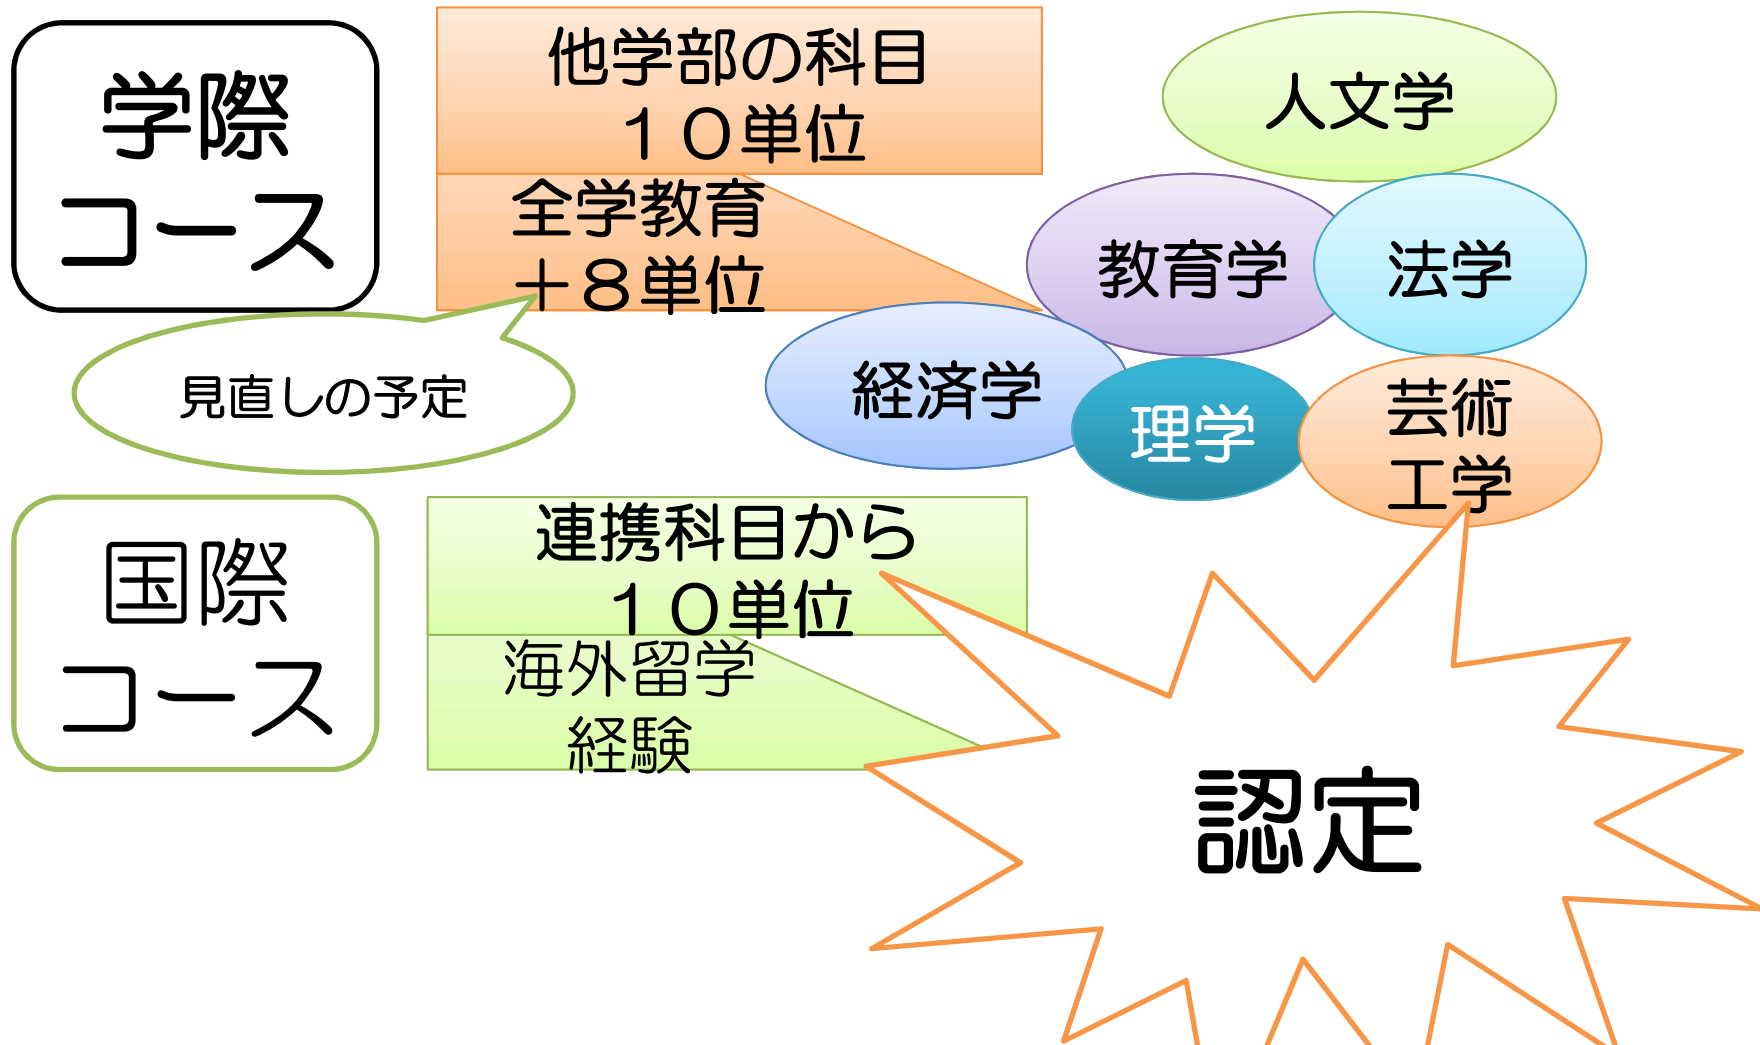 学際
コース
他学部の科目
１０単位
全学教育
＋８単位
見直しの予定
人文学
教育学
法学
経済学
理学
芸術
工学
国際
コース
連携科目から
１０単位
海外留学
経験
認定